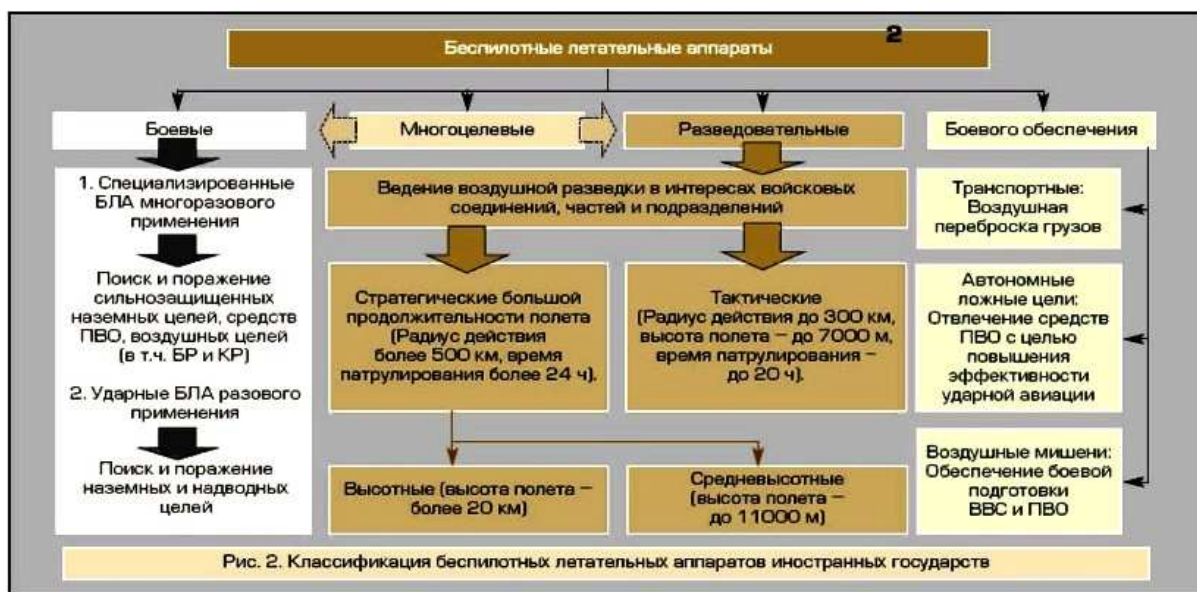 2
Беспилотные летательные аппараты
Боевые
Многоцелевые
Разведовательные
Боевого обеспечения
1. Специализированные
БЛА многоразового
применения
Поиск и поражение
сильнозащищенных
наземных целей, средств
ПВО, воздушных целей
(в т.ч. БР и КР)
2. Ударные БЛА разового
применения
Поиск и поражение
наземных и надводных
целей
Ведение воздушной разведки в интересах войсковых
соединений, частей и подразделений
Стратегические большой
продолжительности полета
(Радиус действия
более 500 км, время
патрулирования более 24 ч).
Тактические
(Радиус действия до 300 км,
высота полета – до 7000 м,
время патрулирования –
до 20 ч).
Высотные (высота полета –
более 20 км)
Средневысотные
(высота полета –
до 11000 м)
Транспортные:
Воздушная
переброска грузов
Автономные
ложные цели:
Отвлечение средств
ПВО с целью
повышения
эффективности
ударной авиации
Воздушные мишени:
Обеспечение боевой
подготовки
ВВС и ПВО
Рис. 2. Классификация беспилотных летательных аппаратов иностранных государств